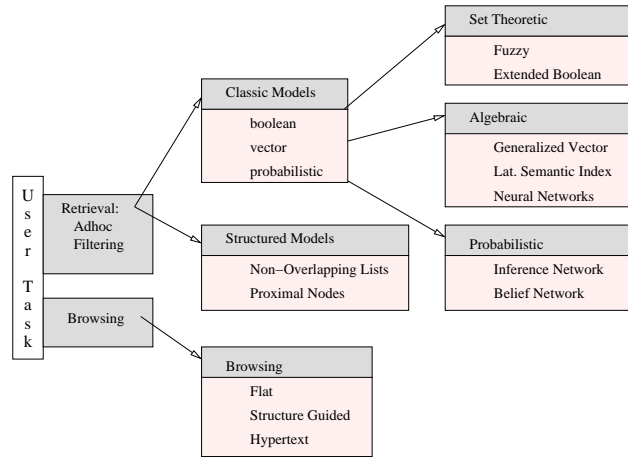 User Task
Retrieval:
Adhoc
Filtering
Browsing
Classic Models
boolean
vector
probabilistic
Structured Models
Non-Overlapping Lists
Proximal Nodes
Browsing
Flat
Structure Guided
Hypertext
Set Theoretic
Fuzzy
Extended Boolean
Algebraic
Generalized Vector
Lat. Semantic Index
Neural Networks
Probabilistic
Inference Network
Belief Network